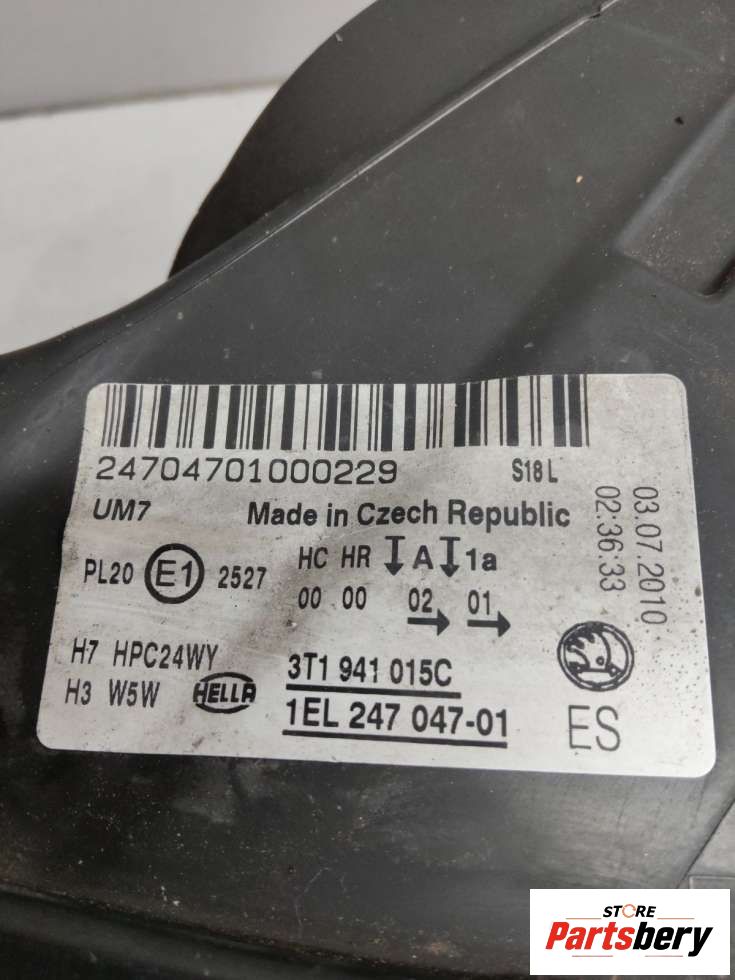 24704701000229
S18 L
UM7
Made in Czech Republic
03.07.2010
02:36:33
PL20 E1 2527
HC HR A 1a
00 00 02 01
H7 HPC24WY
H3 W5W
HELLA
3T1 941 015C
1EL 247 047-01
ES
STORE
Partsbery